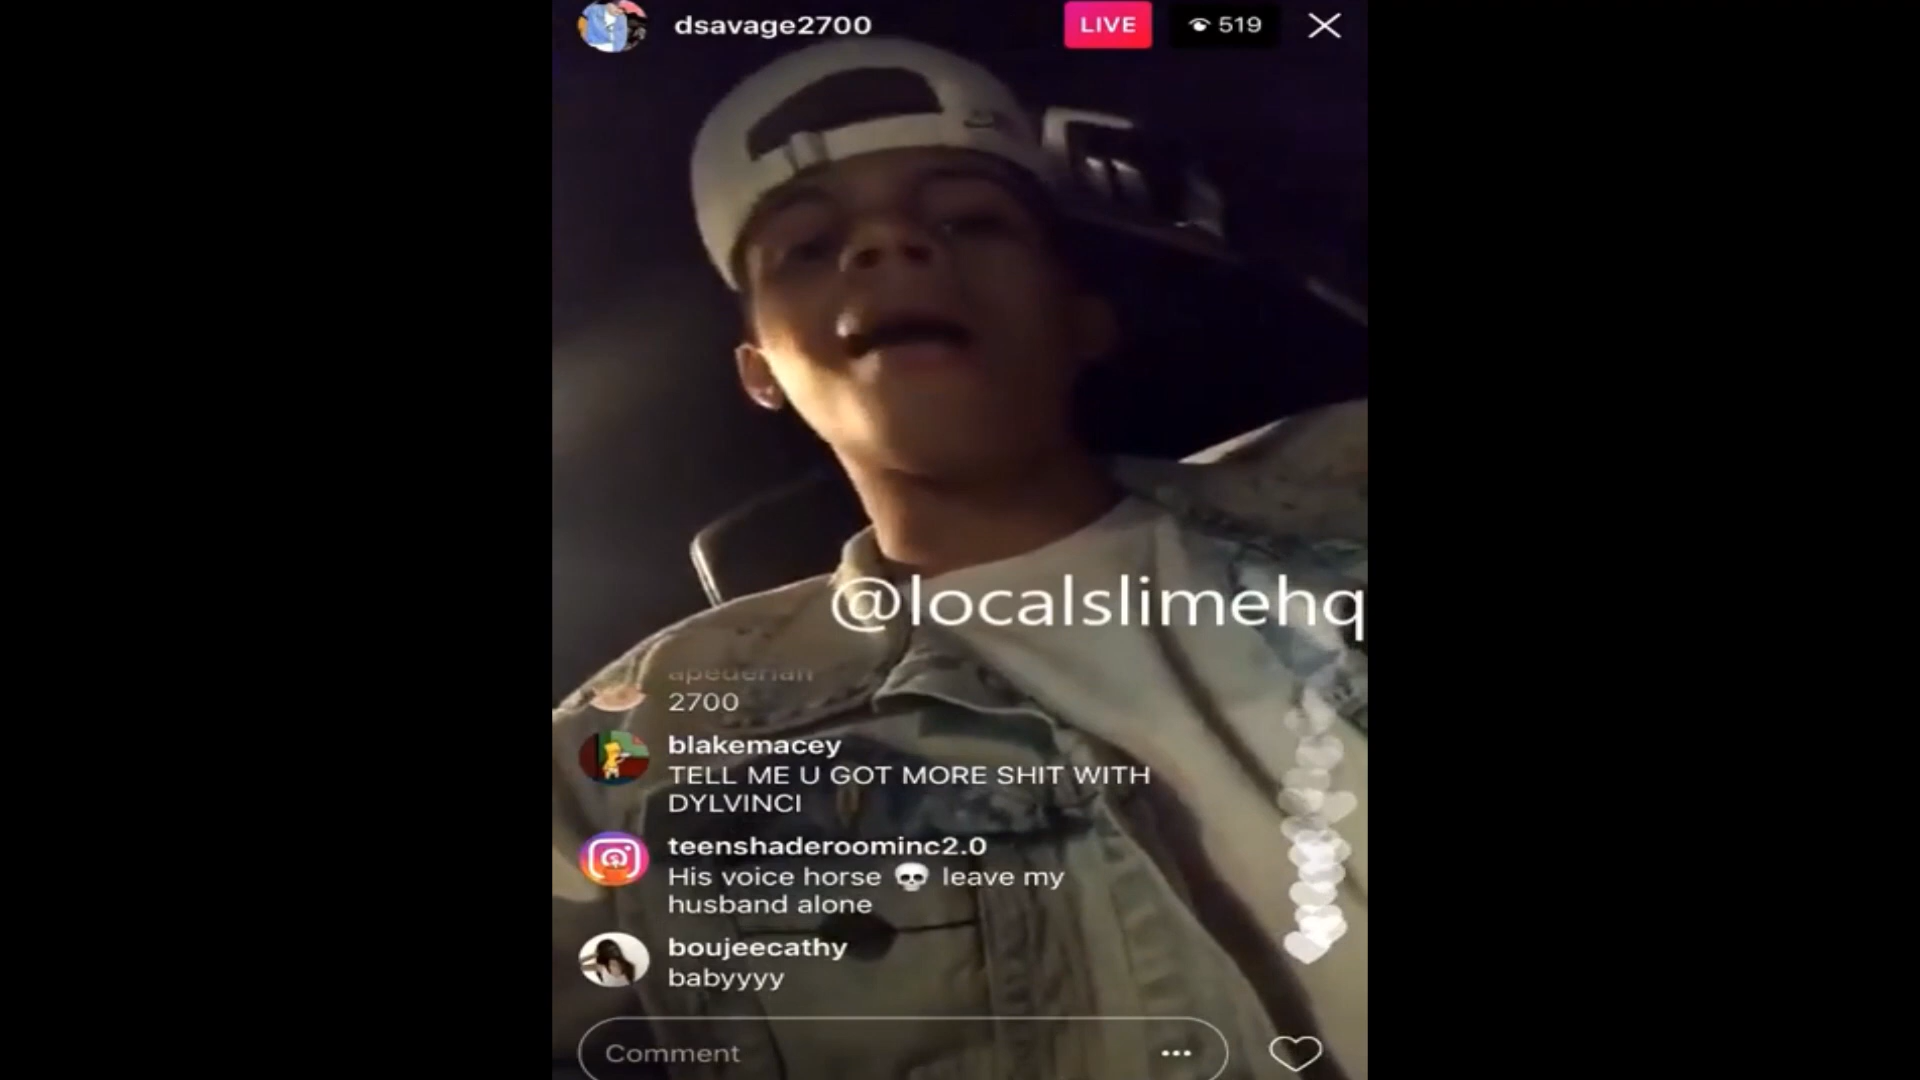 dsavage2700
LIVE
519
@localslimehq
apederian
2700
blakemacey
TELL ME U GOT MORE SHIT WITH
DYLVINCI
teenshaderoominc2.0
His voice horse 💀 leave my
husband alone
boujeecathy
babyyyy
Comment